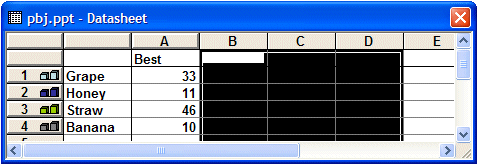 pbj.ppt - Datasheet
A B C D E
Best
1 Grape 33
2 Honey 11
3 Straw 46
4 Banana 10